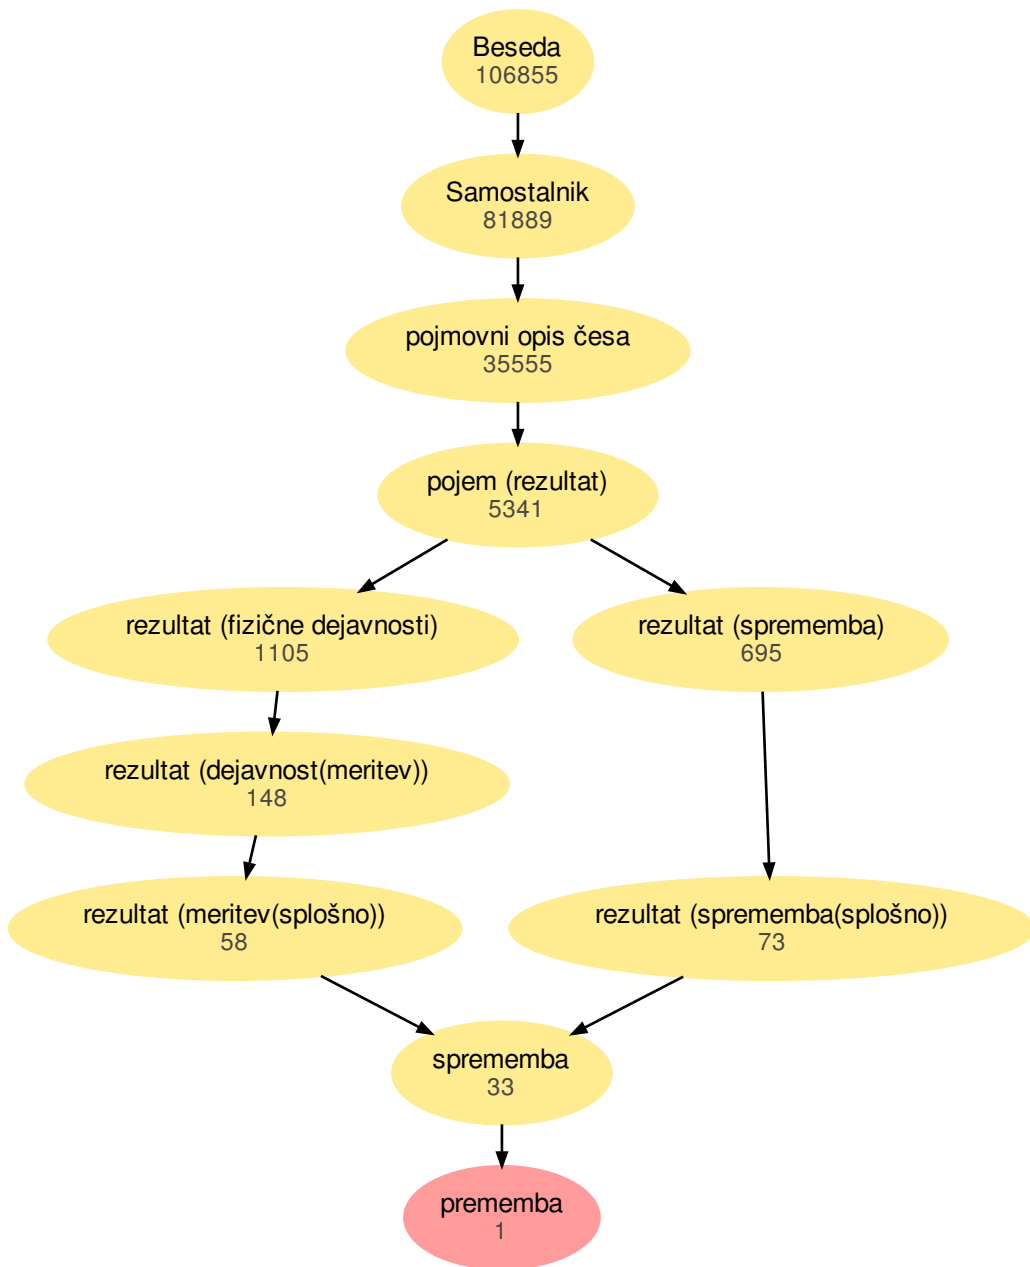 Beseda
106855
Samostalnik
81889
pojmovni opis česa
35555
pojem (rezultat)
5341
rezultat (fizične dejavnosti)
1105
rezultat (sprememba)
695
rezultat (dejavnost(meritev))
148
rezultat (meritev(splošno))
58
rezultat (sprememba(splošno))
73
sprememba
33
prememba
1